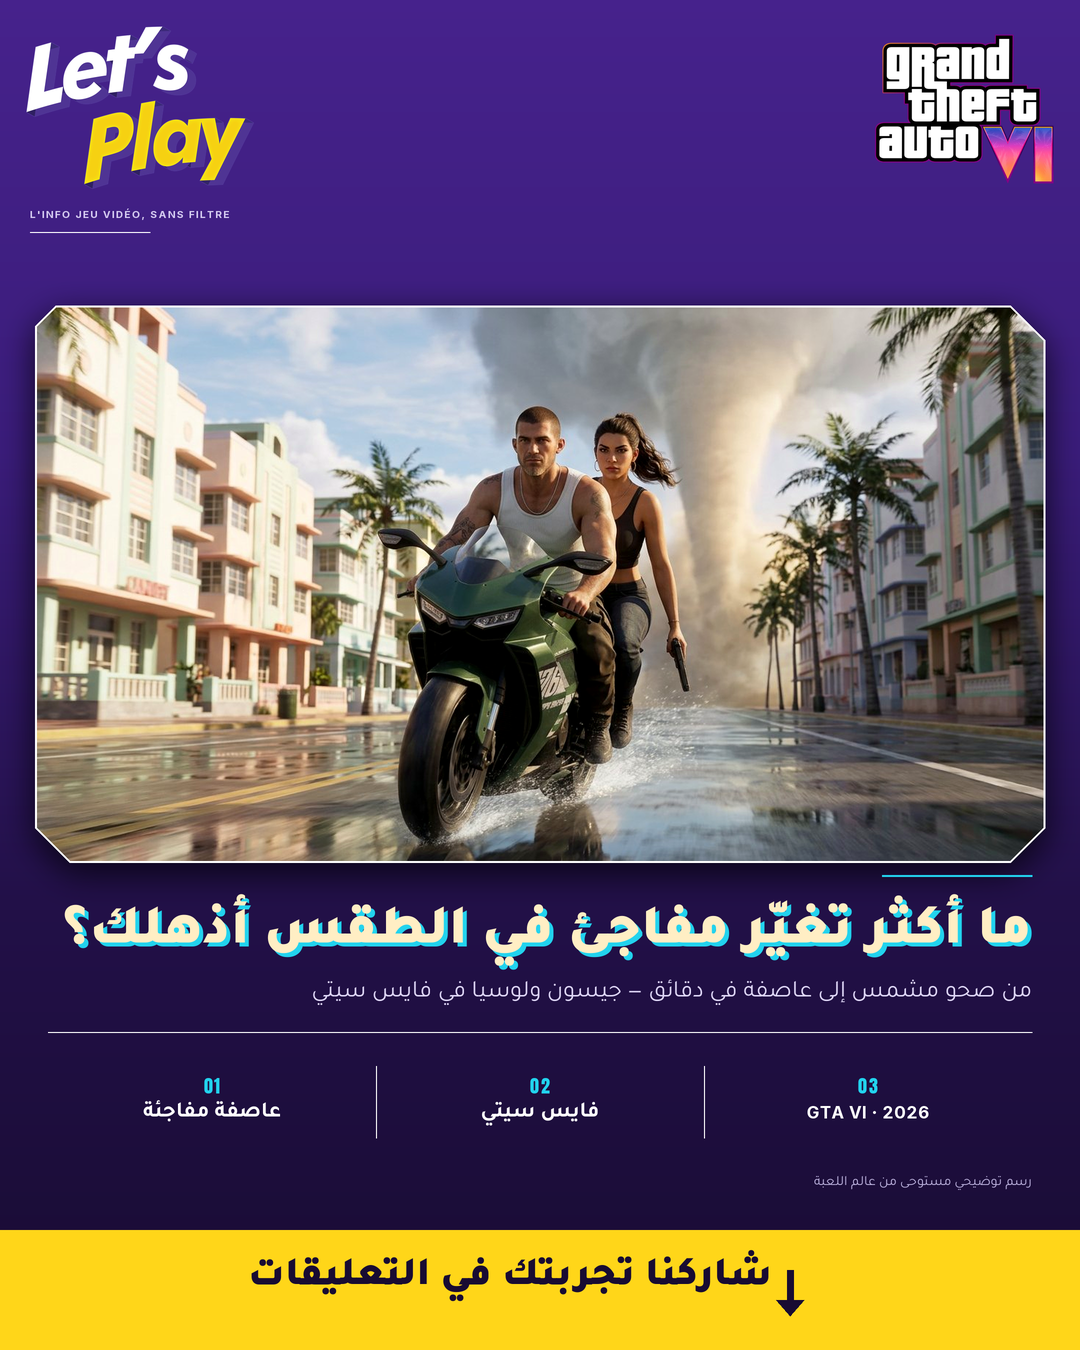 Let's
Play
L'INFO JEU VIDÉO, SANS FILTRE
grand
theft
auto VI
ما أكثر تغيّر مفاجئ في الطقس أذهلك؟
من صحو مشمس إلى عاصفة في دقائق – جيسون ولوسيا في فايس سيتي
01
عاصفة مفاجئة
02
فايس سيتي
03
GTA VI · 2026
رسم توضيحي مستوحى من عالم اللعبة
شاركنا تجربتك في التعليقات